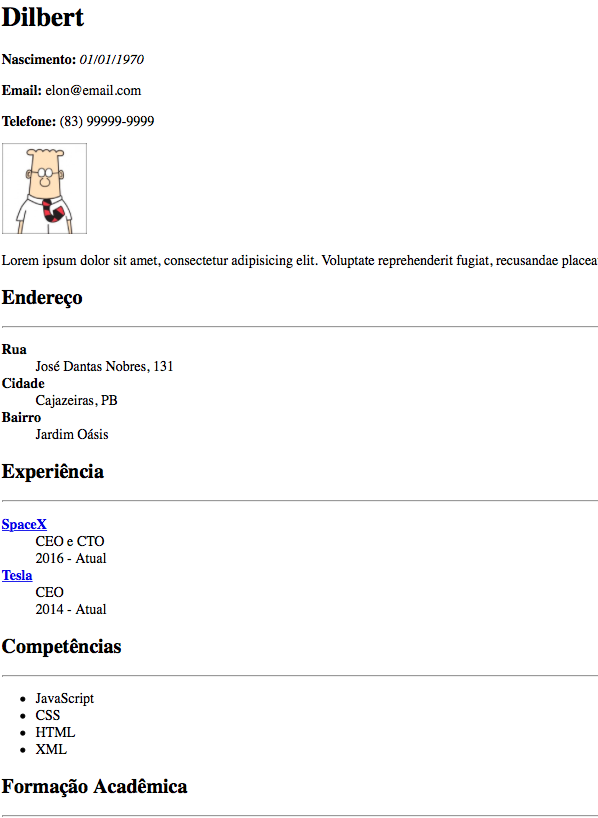 Dilbert
Nascimento: 01/01/1970
Email: elon@email.com
Telefone: (83) 99999-9999
Lorem ipsum dolor sit amet, consectetur adipisicing elit. Voluptate reprehenderit fugiat, recusandae placea
Endereço
Rua
José Dantas Nobres, 131
Cidade
Cajazeiras, PB
Bairro
Jardim Oásis
Experiência
SpaceX
CEO e CTO
2016 - Atual
Tesla
CEO
2014 - Atual
Competências
JavaScript
CSS
HTML
XML
Formação Acadêmica